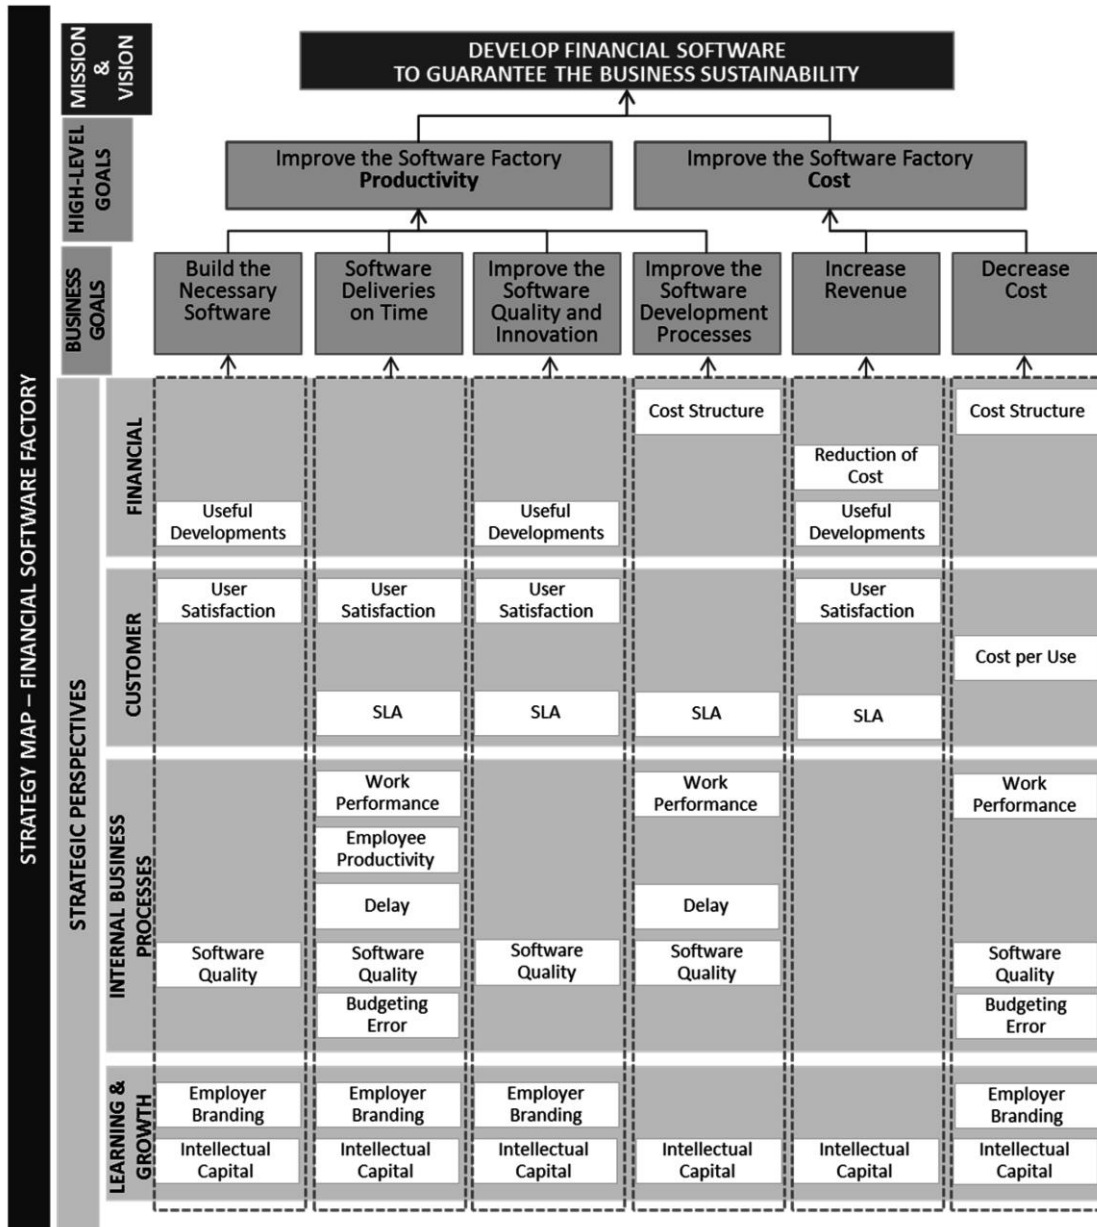 STRATEGY MAP – FINANCIAL SOFTWARE FACTORY
MISSION
&
VISION
DEVELOP FINANCIAL SOFTWARE
TO GUARANTEE THE BUSINESS SUSTAINABILITY
HIGH-LEVEL
GOALS
Improve the Software Factory
Productivity
Improve the Software Factory
Cost
BUSINESS
GOALS
Build the
Necessary
Software
Software
Deliveries
on Time
Improve the
Software
Quality and
Innovation
Improve the
Software
Development
Processes
Increase
Revenue
Decrease
Cost
STRATEGIC PERSPECTIVES
FINANCIAL
Cost Structure
Cost Structure
Reduction of
Cost
Useful
Developments
Useful
Developments
Useful
Developments
CUSTOMER
User
Satisfaction
User
Satisfaction
User
Satisfaction
User
Satisfaction
Cost per Use
SLA
SLA
SLA
SLA
INTERNAL BUSINESS
PROCESSES
Work
Performance
Work
Performance
Work
Performance
Employee
Productivity
Delay
Delay
Software
Quality
Software
Quality
Software
Quality
Software
Quality
Software
Quality
Budgeting
Error
Budgeting
Error
LEARNING &
GROWTH
Employer
Branding
Employer
Branding
Employer
Branding
Employer
Branding
Intellectual
Capital
Intellectual
Capital
Intellectual
Capital
Intellectual
Capital
Intellectual
Capital
Intellectual
Capital